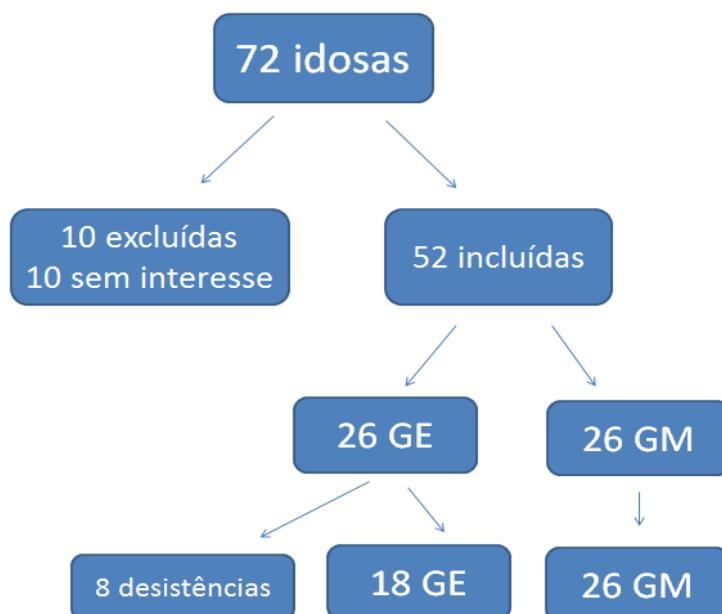 72 idosas
10 excluídas
10 sem interesse
52 incluídas
26 GE
26 GM
8 desistências
18 GE
26 GM